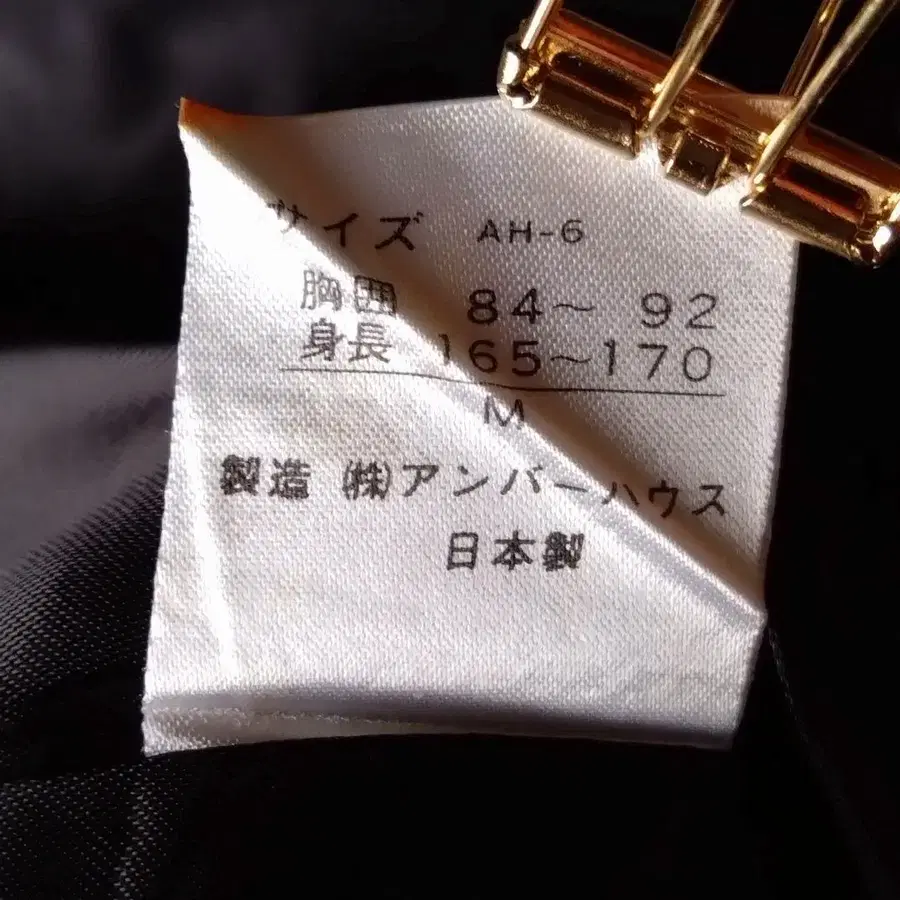 サイズ AH-6
胸囲 84～ 92
身長 165～170
M
製造 ㈱アンバーハウス
日本製